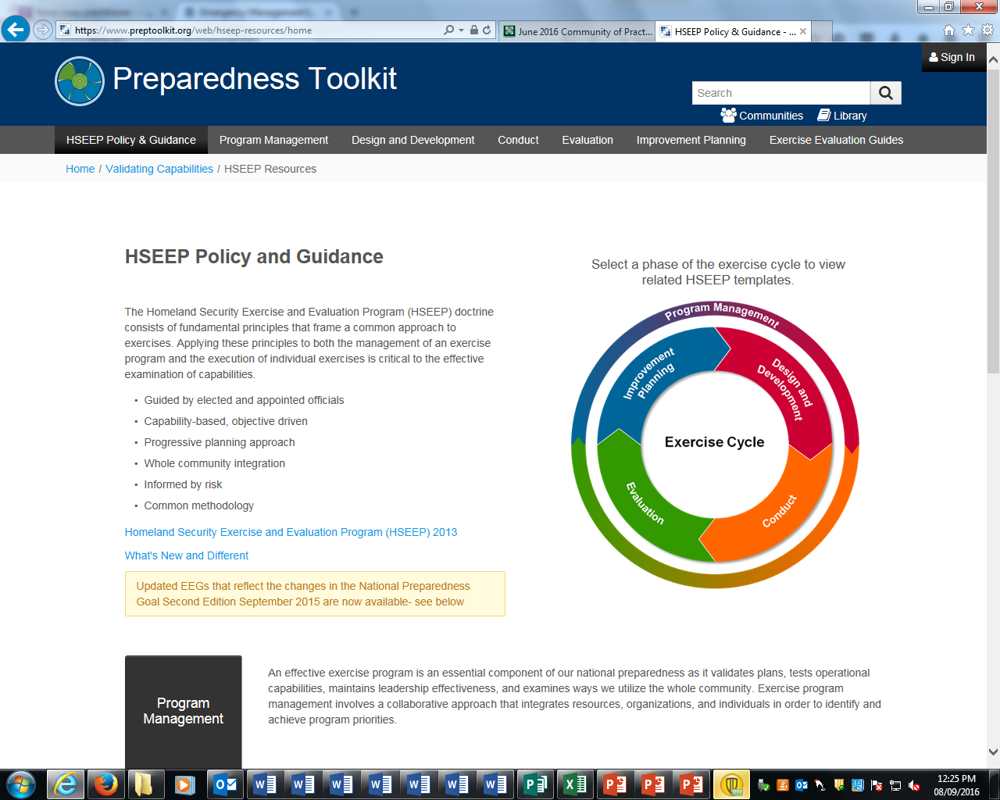 https://www.preptoolkit.org/web/hseep-resources/home
June 2016 Community of Pract...
HSEEP Policy & Guidance - ...
Sign In
Preparedness Toolkit
Search
Communities
Library
HSEEP Policy & Guidance
Program Management
Design and Development
Conduct
Evaluation
Improvement Planning
Exercise Evaluation Guides
Home / Validating Capabilities / HSEEP Resources
HSEEP Policy and Guidance
The Homeland Security Exercise and Evaluation Program (HSEEP) doctrine
consists of fundamental principles that frame a common approach to
exercises. Applying these principles to both the management of an exercise
program and the execution of individual exercises is critical to the effective
examination of capabilities.
• Guided by elected and appointed officials
• Capability-based, objective driven
• Progressive planning approach
• Whole community integration
• Informed by risk
• Common methodology
Homeland Security Exercise and Evaluation Program (HSEEP) 2013
What's New and Different
Updated EEGs that reflect the changes in the National Preparedness
Goal Second Edition September 2015 are now available- see below
Select a phase of the exercise cycle to view
related HSEEP templates.
Program Management
Improvement
Planning
Design and
Development
Exercise Cycle
Evaluation
Conduct
Program
Management
An effective exercise program is an essential component of our national preparedness as it validates plans, tests operational
capabilities, maintains leadership effectiveness, and examines ways we utilize the whole community. Exercise program
management involves a collaborative approach that integrates resources, organizations, and individuals in order to identify and
achieve program priorities.
12:25 PM
08/09/2016